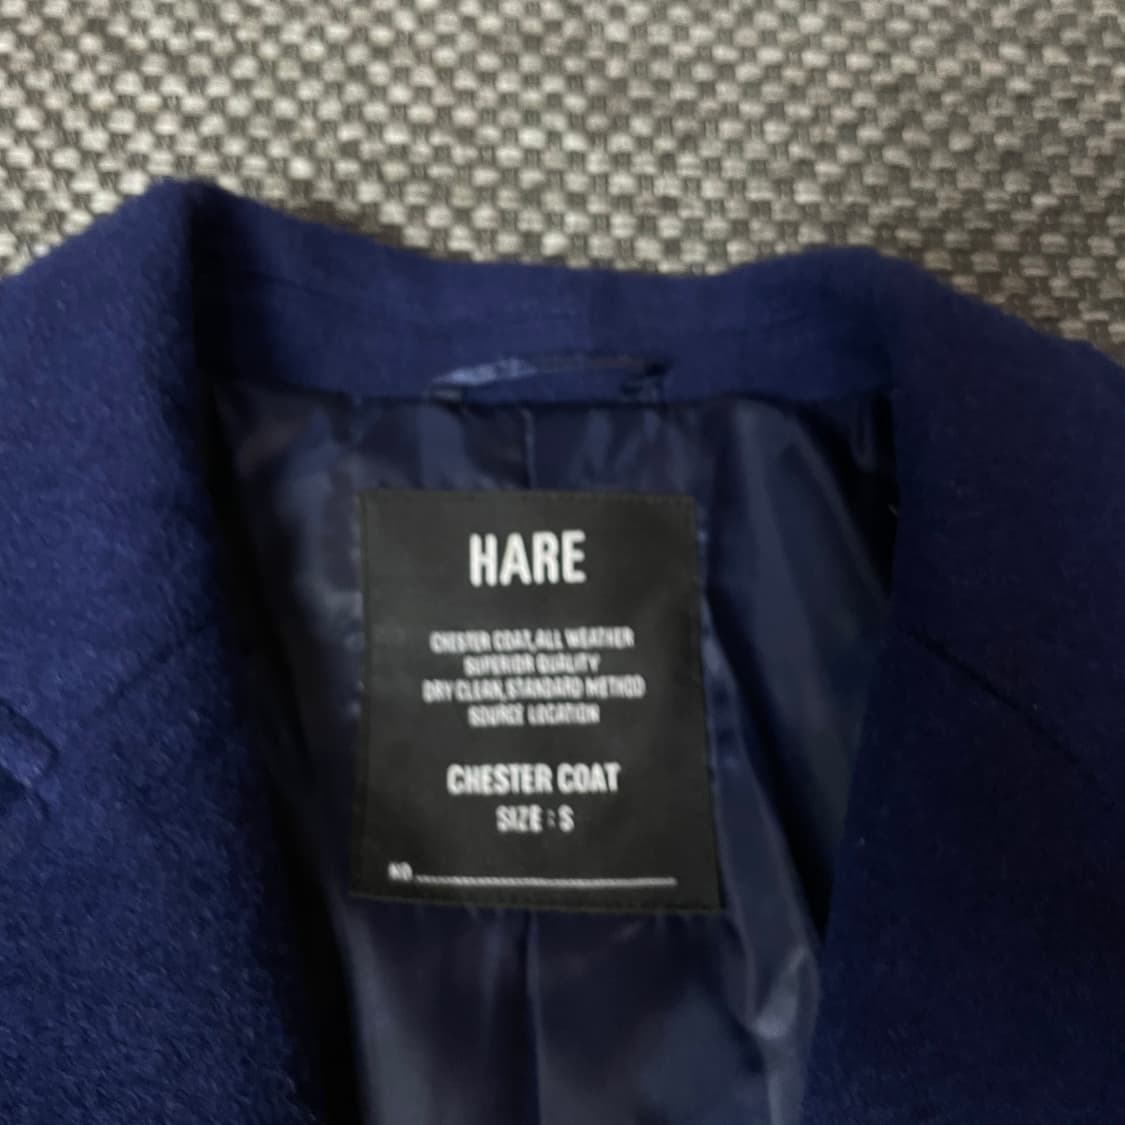 HARE
CHESTER COAT,ALL WEATHER
SUPERIOR QUALITY
DRY CLEAN,STANDARD METHOD
SOURCE LOCATION
CHESTER COAT
SIZE : S
NO